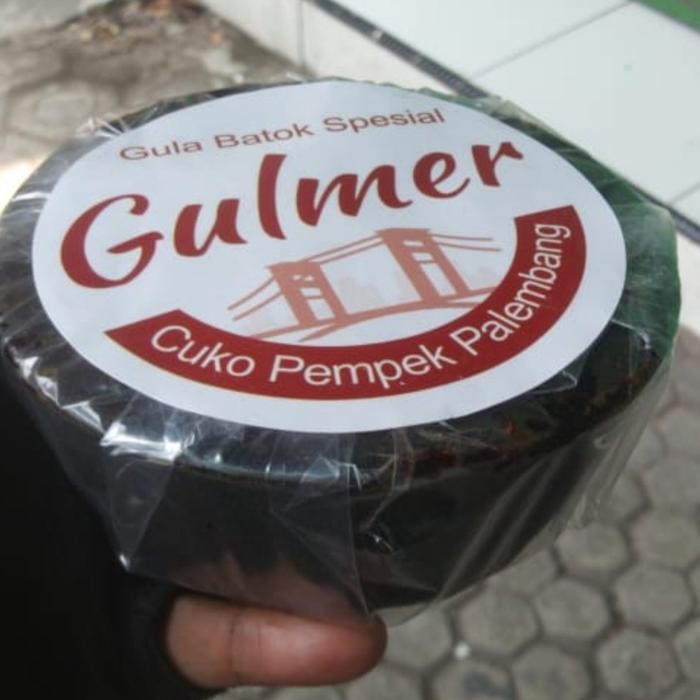 Gula Batok Spesial
Gulmer
Cuko Pempek Palembang